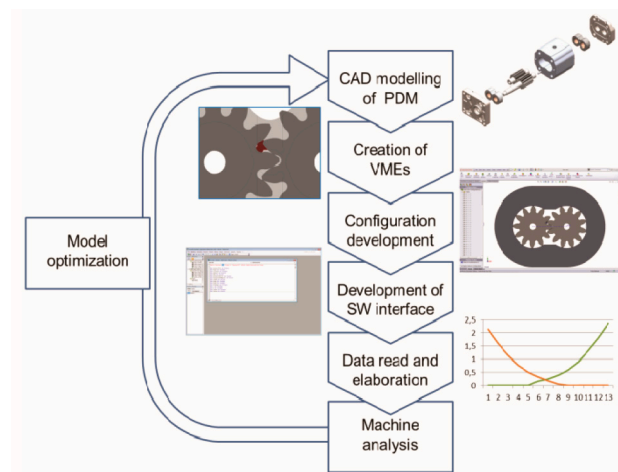 CAD modelling
of PDM
Creation of
VMEs
Configuration
development
Model
optimization
Development of
SW interface
Data read and
elaboration
Machine
analysis
2,5
2
1,5
1
0,5
0
1 2 3 4 5 6 7 8 9 10 11 12 13